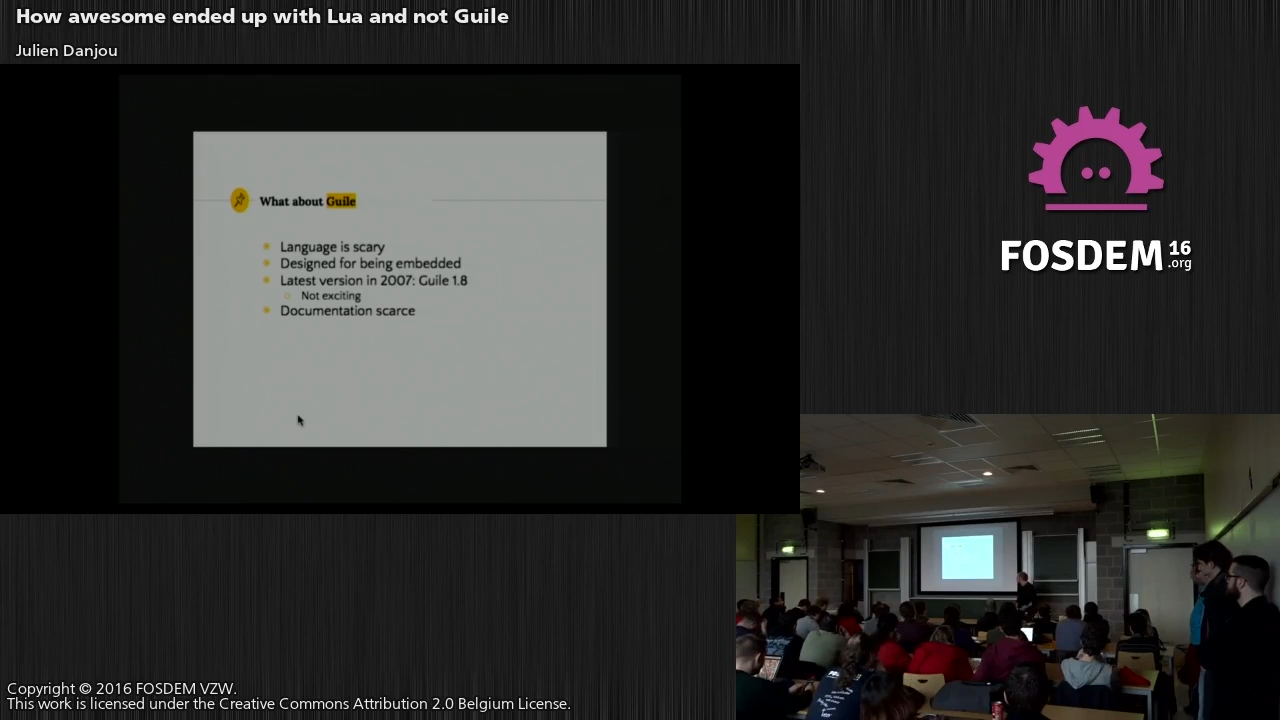 How awesome ended up with Lua and not Guile
Julien Danjou
What about Guile
Language is scary
Designed for being embedded
Latest version in 2007: Guile 1.8
Not exciting
Documentation scarce
FOSDEM 16
.org
Copyright © 2016 FOSDEM VZW.
This work is licensed under the Creative Commons Attribution 2.0 Belgium License.